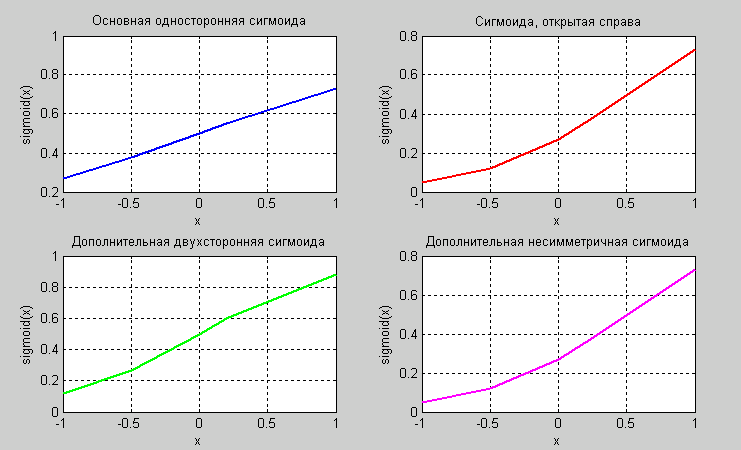 Основная односторонняя сигмоида
1
0.8
0.6
0.4
0.2
sigmoid(x)
-1 -0.5 0 0.5 1
x
Сигмоида, открытая справа
0.8
0.6
0.4
0.2
0
sigmoid(x)
-1 -0.5 0 0.5 1
x
Дополнительная двухсторонняя сигмоида
1
0.8
0.6
0.4
0.2
0
sigmoid(x)
-1 -0.5 0 0.5 1
x
Дополнительная несимметричная сигмоида
0.8
0.6
0.4
0.2
0
sigmoid(x)
-1 -0.5 0 0.5 1
x